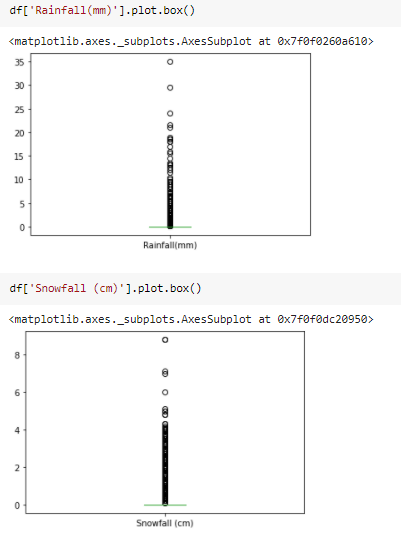 df['Rainfall(mm)'].plot.box()
<matplotlib.axes._subplots.AxesSubplot at 0x7f0f0260a610>
35
30
25
20
15
10
5
0
Rainfall(mm)
df['Snowfall (cm)'].plot.box()
<matplotlib.axes._subplots.AxesSubplot at 0x7f0f0dc20950>
8
6
4
2
0
Snowfall (cm)